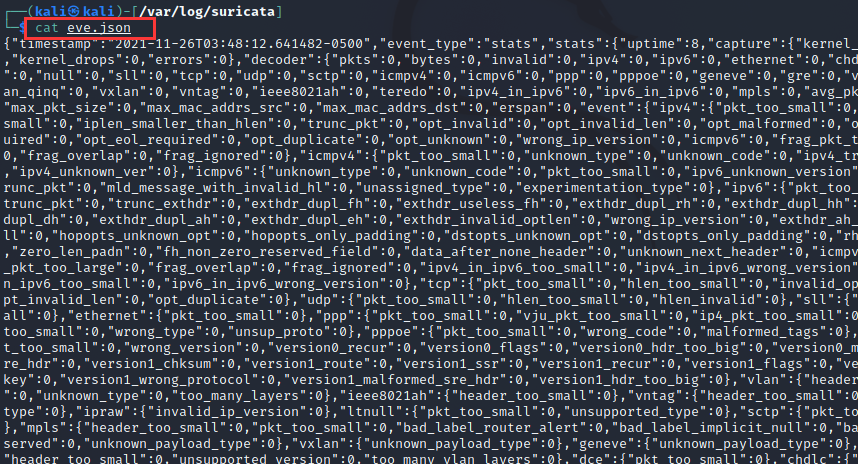 ┌──(kali㉿kali)-[/var/log/suricata]
└─$ cat eve.json
{"timestamp":"2021-11-26T03:48:12.641482-0500","event_type":"stats","stats":{"uptime":8,"capture":{"kernel_
,"kernel_drops":0,"errors":0},"decoder":{"pkts":0,"bytes":0,"invalid":0,"ipv4":0,"ipv6":0,"ethernet":0,"chd
":0,"null":0,"sll":0,"tcp":0,"udp":0,"sctp":0,"icmpv4":0,"icmpv6":0,"ppp":0,"pppoe":0,"geneve":0,"gre":0,"v
an_qinq":0,"vxlan":0,"vntag":0,"ieee8021ah":0,"teredo":0,"ipv4_in_ipv6":0,"ipv6_in_ipv6":0,"mpls":0,"avg_pk
"max_pkt_size":0,"max_mac_addrs_src":0,"max_mac_addrs_dst":0,"erspan":0,"event":{"ipv4":{"pkt_too_small":0,
small":0,"iplen_smaller_than_hlen":0,"trunc_pkt":0,"opt_invalid":0,"opt_invalid_len":0,"opt_malformed":0,"o
quired":0,"opt_eol_required":0,"opt_duplicate":0,"opt_unknown":0,"wrong_ip_version":0,"icmpv6":0,"frag_pkt_t
0,"frag_overlap":0,"frag_ignored":0},"icmpv4":{"pkt_too_small":0,"unknown_type":0,"unknown_code":0,"ipv4_tr
,"ipv4_unknown_ver":0},"icmpv6":{"unknown_type":0,"unknown_code":0,"pkt_too_small":0,"ipv6_unknown_version"
trunc_pkt":0,"mld_message_with_invalid_hl":0,"unassigned_type":0,"experimentation_type":0},"ipv6":{"pkt_too
trunc_pkt":0,"trunc_exthdr":0,"exthdr_dupl_fh":0,"exthdr_useless_fh":0,"exthdr_dupl_rh":0,"exthdr_dupl_hh":
dupl_dh":0,"exthdr_dupl_ah":0,"exthdr_dupl_eh":0,"exthdr_invalid_optlen":0,"wrong_ip_version":0,"exthdr_ah_
ll":0,"hopopts_unknown_opt":0,"hopopts_only_padding":0,"dstopts_unknown_opt":0,"dstopts_only_padding":0,"rh
,"zero_len_padn":0,"fh_non_zero_reserved_field":0,"data_after_none_header":0,"unknown_next_header":0,"icmpv
_pkt_too_large":0,"frag_overlap":0,"frag_ignored":0,"ipv4_in_ipv6_too_small":0,"ipv4_in_ipv6_wrong_version"
n_ipv6_too_small":0,"ipv6_in_ipv6_wrong_version":0},"tcp":{"pkt_too_small":0,"hlen_too_small":0,"invalid_op
pt_invalid_len":0,"opt_duplicate":0},"udp":{"pkt_too_small":0,"hlen_too_small":0,"hlen_invalid":0},"sll":{"
all":0},"ethernet":{"pkt_too_small":0},"ppp":{"pkt_too_small":0,"vju_pkt_too_small":0,"ip4_pkt_too_small":0
too_small":0,"wrong_type":0,"unsup_proto":0},"pppoe":{"pkt_too_small":0,"wrong_code":0,"malformed_tags":0},
t_too_small":0,"wrong_version":0,"version0_recur":0,"version0_flags":0,"version0_hdr_too_big":0,"version0_m
re_hdr":0,"version1_chksum":0,"version1_route":0,"version1_ssr":0,"version1_recur":0,"version1_flags":0,"ve
key":0,"version1_wrong_protocol":0,"version1_malformed_sre_hdr":0,"version1_hdr_too_big":0},"vlan":{"header
,"unknown_type":0,"too_many_layers":0},"ieee8021ah":{"header_too_small":0},"vntag":{"header_too_small":0,"u
type":0},"ipraw":{"invalid_ip_version":0},"ltnull":{"pkt_too_small":0,"unsupported_type":0},"sctp":{"pkt_to
},"mpls":{"header_too_small":0,"pkt_too_small":0,"bad_label_router_alert":0,"bad_label_implicit_null":0,"ba
served":0,"unknown_payload_type":0},"vxlan":{"unknown_payload_type":0},"geneve":{"unknown_payload_type":0},
"header_too_small":0,"unsupported_version":0,"too_many_vlan_layers":0},"dce":{"pkt_too_small":0},"chdlc":{"